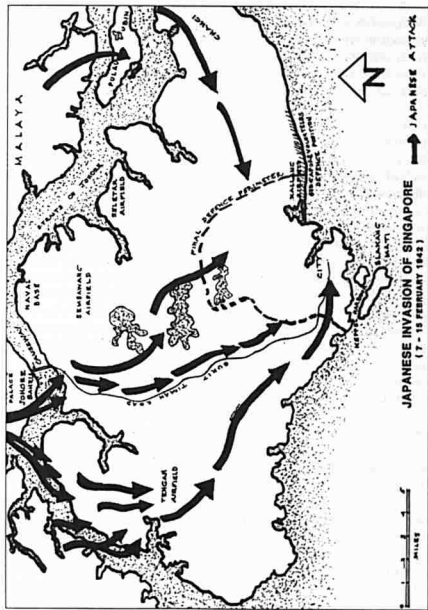 MALAYA
PALACE
JOHORE
BAHRU
CAUSEWAY
NAVAL
BASE
STRAITS OF JOHORE
PULAU UBIN
CHANGI
SEMBAWANG
AIRFIELD
SELETAR
AIRFIELD
TENGAH
AIRFIELD
BUKIT TIMAH ROAD
FINAL DEFENCE PERIMETER
CITY
KEPPEL
BLAKANG
MATI
N
MILES
JAPANESE INVASION OF SINGAPORE
(7 - 15 FEBRUARY 1942)
JAPANESE ATTACK